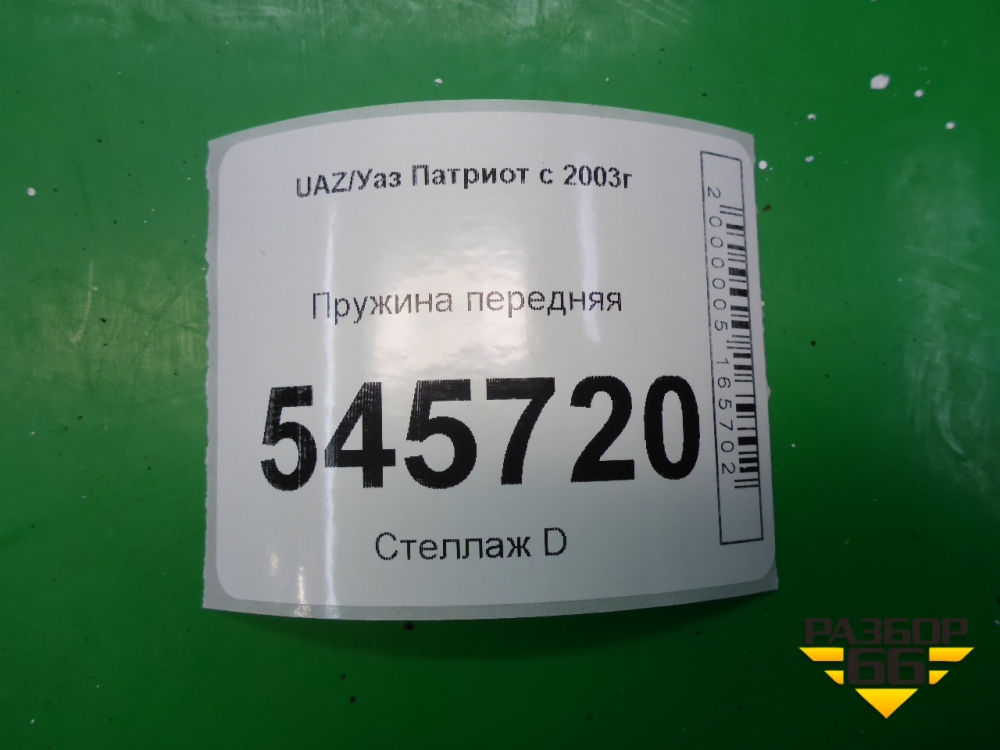 UAZ/Уаз Патриот с 2003г
Пружина передняя
545720
Стеллаж D
2000005165702
РАЗБОР
66